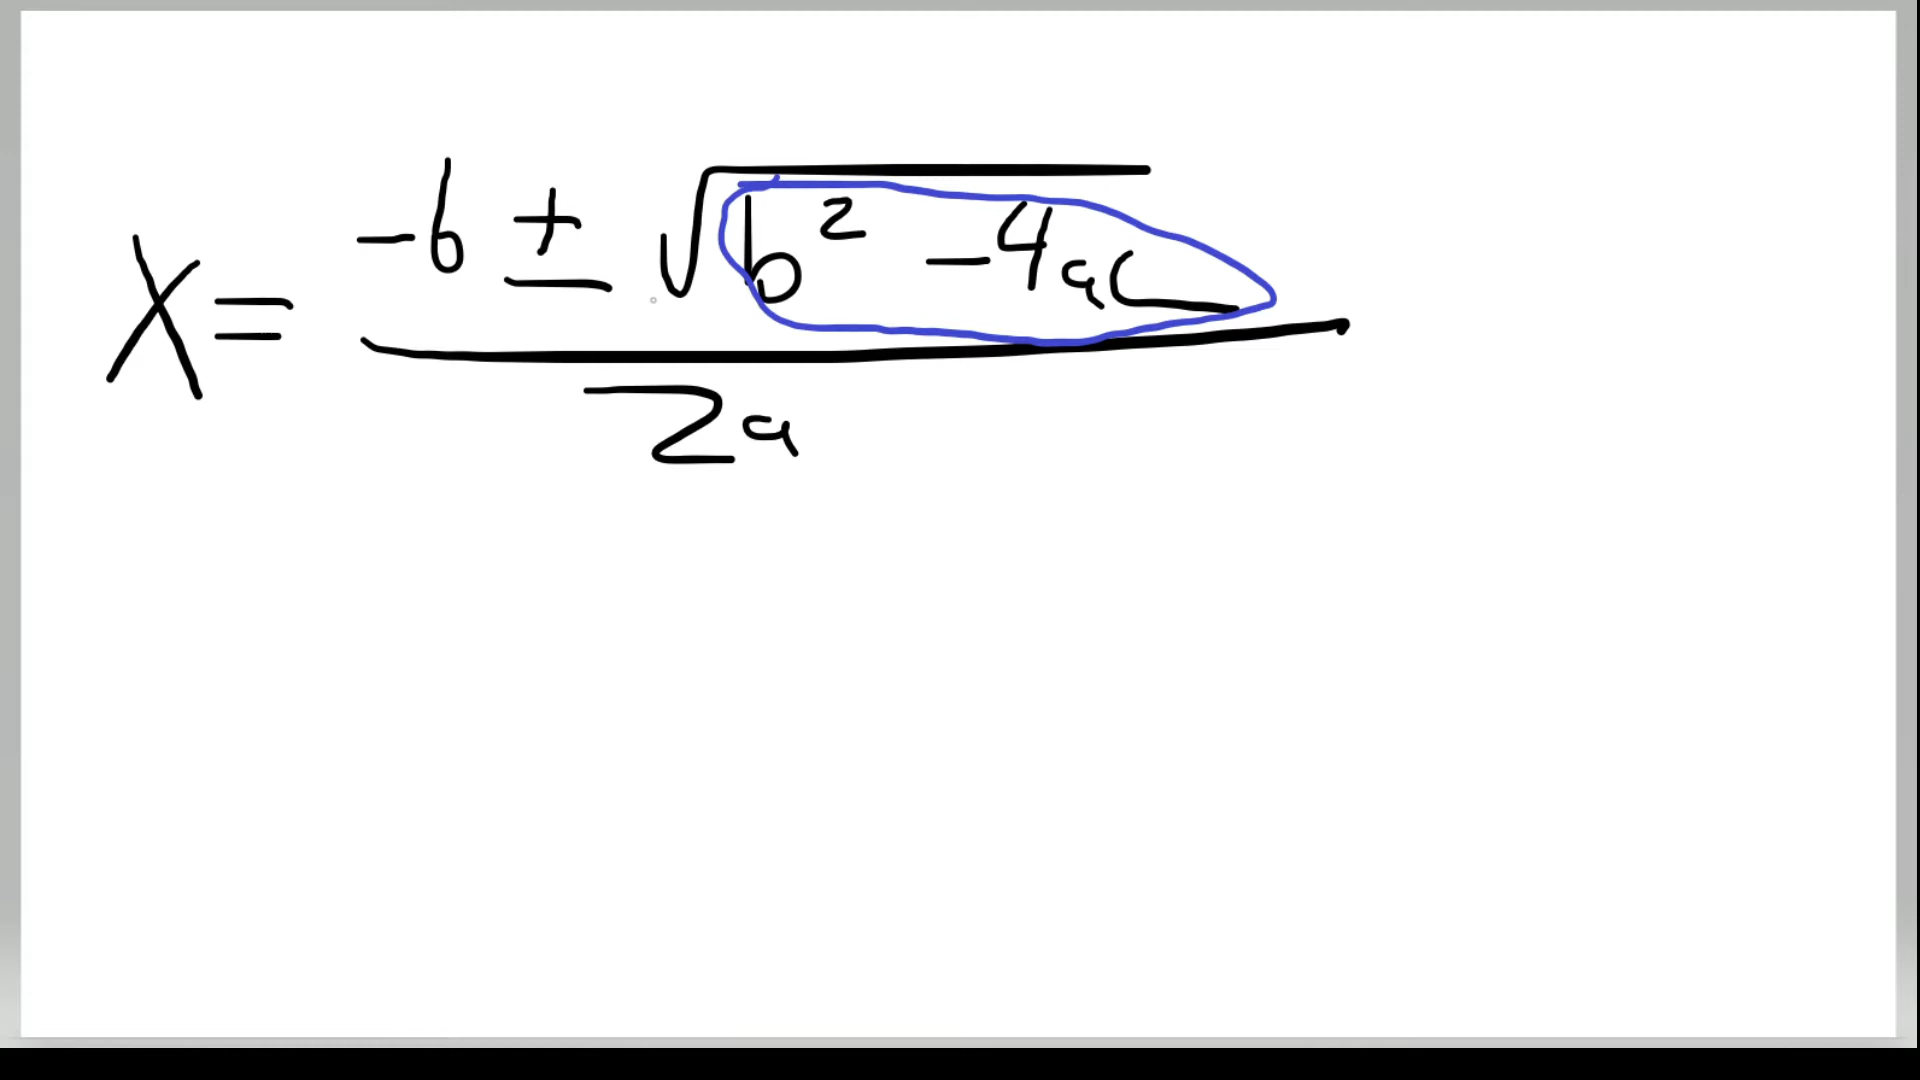 x = (-b ± √(b² - 4ac)) / 2a